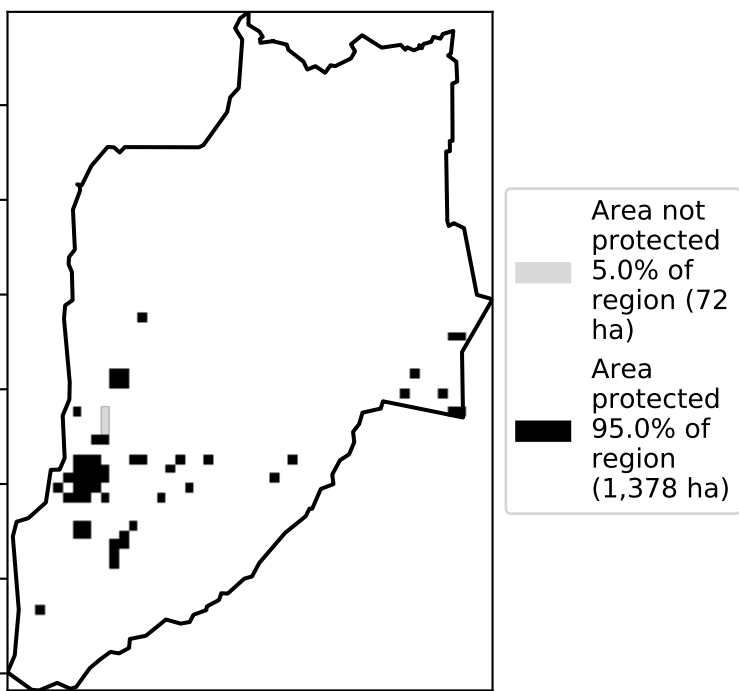 Area not
protected
5.0% of
region (72
ha)
Area
protected
95.0% of
region
(1,378 ha)